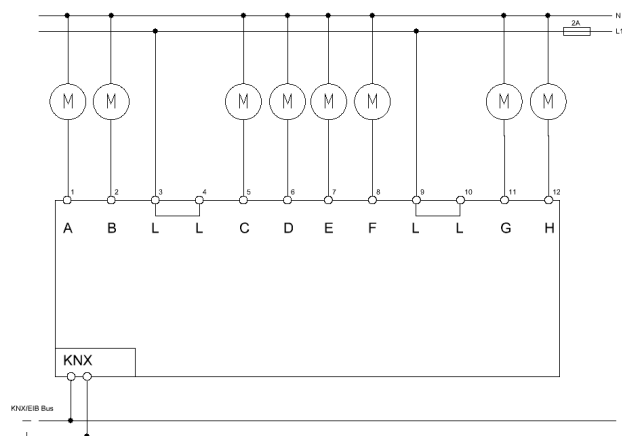 N
2A
L1
M M M M M M M M
1 2 3 4 5 6 7 8 9 10 11 12
A B L L C D E F L L G H
KNX
KNX/EIB Bus